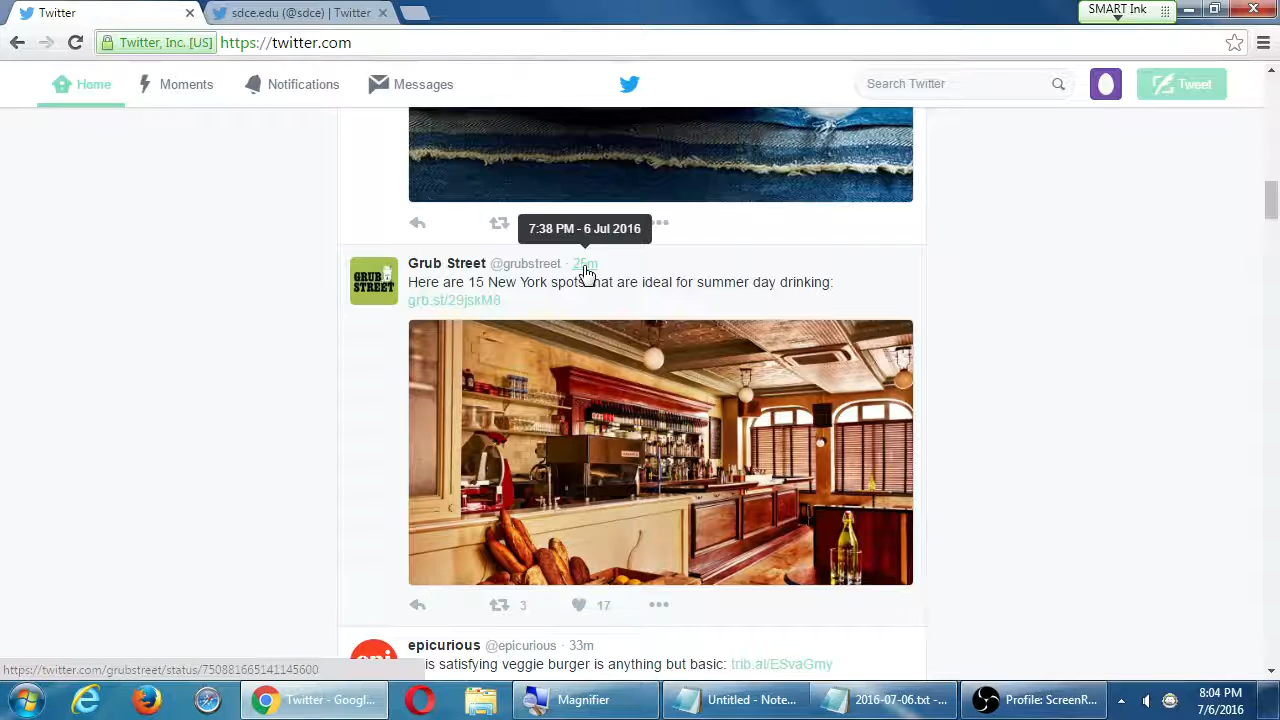 Twitter
sdce.edu (@sdce) | Twitter
SMART Ink
Twitter, Inc. [US]
https://twitter.com
Home
Moments
Notifications
Messages
Search Twitter
Tweet
7:38 PM - 6 Jul 2016
GRUB STREET
Grub Street @grubstreet · 25m
Here are 15 New York spots that are ideal for summer day drinking:
grb.st/29jskM8
3
17
•••
epi
epicurious @epicurious · 33m
is satisfying veggie burger is anything but basic: trib.al/ESvaGmy
https://twitter.com/grubstreet/status/750881665141145600
Twitter - Googl...
Magnifier
Untitled - Note...
2016-07-06.txt -...
Profile: ScreenR...
8:04 PM
7/6/2016